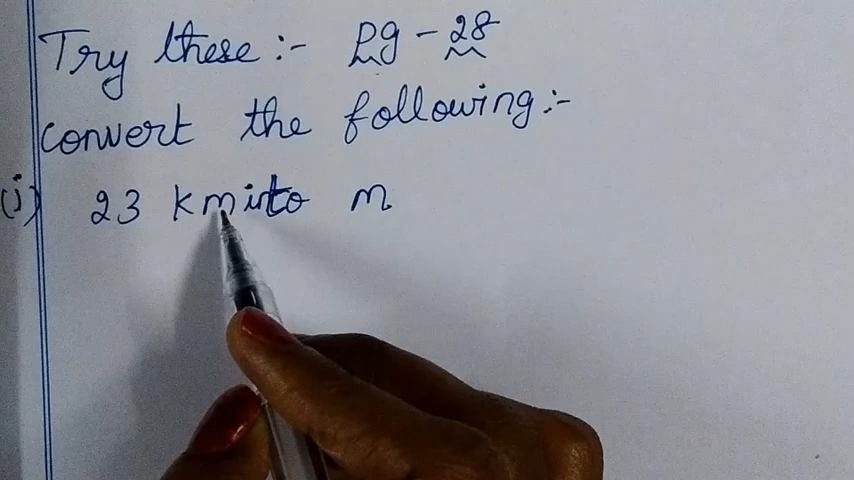 Try these :- Pg - 28
convert the following :-
(i) 23 km into m